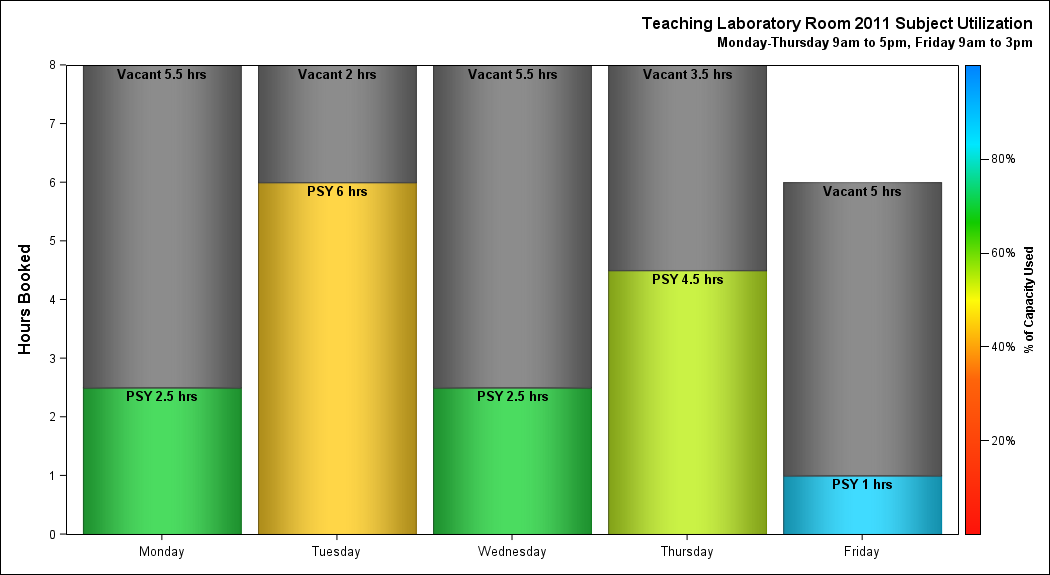 Teaching Laboratory Room 2011 Subject Utilization
Monday-Thursday 9am to 5pm, Friday 9am to 3pm
Hours Booked
8
7
6
5
4
3
2
1
0
Vacant 5.5 hrs
PSY 2.5 hrs
Vacant 2 hrs
PSY 6 hrs
Vacant 5.5 hrs
PSY 2.5 hrs
Vacant 3.5 hrs
PSY 4.5 hrs
Vacant 5 hrs
PSY 1 hrs
Monday
Tuesday
Wednesday
Thursday
Friday
80%
60%
40%
20%
% of Capacity Used